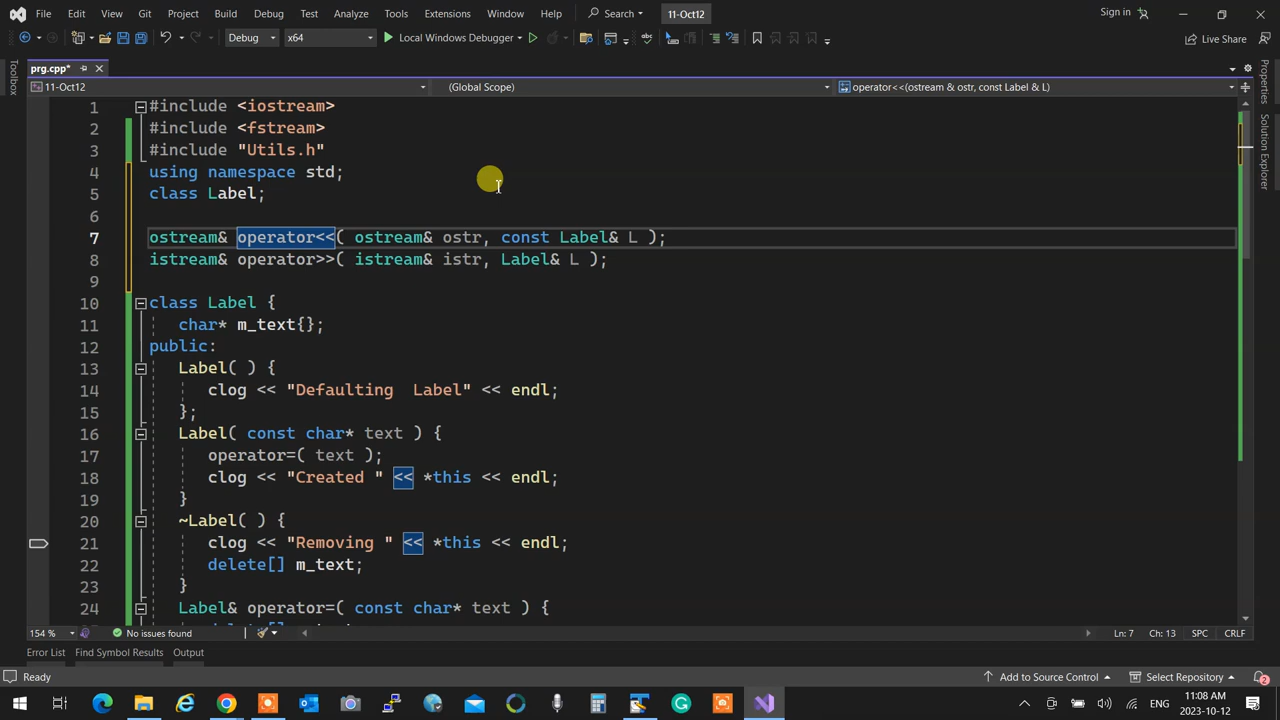 File Edit View Git Project Build Debug Test Analyze Tools Extensions Window Help Search 11-Oct12 Sign in
Debug x64 Local Windows Debugger Live Share
prg.cpp*
11-Oct12 (Global Scope) operator<<(ostream & ostr, const Label & L)
Toolbox
Properties
Solution Explorer
1 #include <iostream>
2 #include <fstream>
3 #include "Utils.h"
4 using namespace std;
5 class Label;
6
7 ostream& operator<<( ostream& ostr, const Label& L );
8 istream& operator>>( istream& istr, Label& L );
9
10 class Label {
11 char* m_text{};
12 public:
13 Label( ) {
14 clog << "Defaulting  Label" << endl;
15 };
16 Label( const char* text ) {
17 operator=( text );
18 clog << "Created " << *this << endl;
19 }
20 ~Label( ) {
21 clog << "Removing " << *this << endl;
22 delete[] m_text;
23 }
24 Label& operator=( const char* text ) {
154 % No issues found Ln: 7 Ch: 13 SPC CRLF
Error List Find Symbol Results Output
Ready Add to Source Control Select Repository 2
ENG 11:08 AM
2023-10-12